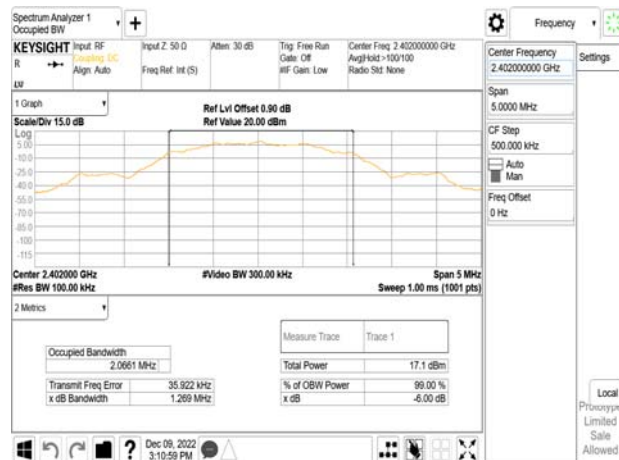 Spectrum Analyzer 1
Occupied BW
Frequency
KEYSIGHT
Input: RF
Coupling: DC
Align: Auto
Input Z: 50 Ω
Freq Ref: Int (S)
Atten: 30 dB
Trig: Free Run
Gate: Off
#IF Gain: Low
Center Freq: 2.402000000 GHz
Avg|Hold:>100/100
Radio Std: None
R
1 Graph
Scale/Div 15.0 dB
Ref Lvl Offset 0.90 dB
Ref Value 20.00 dBm
Log
5.00
-10.0
-25.0
-40.0
-55.0
-70.0
-85.0
-100
-115
Center 2.402000 GHz
#Res BW 100.00 kHz
#Video BW 300.00 kHz
Span 5 MHz
Sweep 1.00 ms (1001 pts)
2 Metrics
Measure Trace
Trace 1
Occupied Bandwidth
2.0661 MHz
Total Power
17.1 dBm
Transmit Freq Error
35.922 kHz
% of OBW Power
99.00 %
x dB Bandwidth
1.269 MHz
x dB
-6.00 dB
Dec 09, 2022
3:10:59 PM
Center Frequency
2.402000000 GHz
Settings
Span
5.0000 MHz
CF Step
500.000 kHz
Auto
Man
Freq Offset
0 Hz
Local
Prototype
Limited
Sale
Allowed